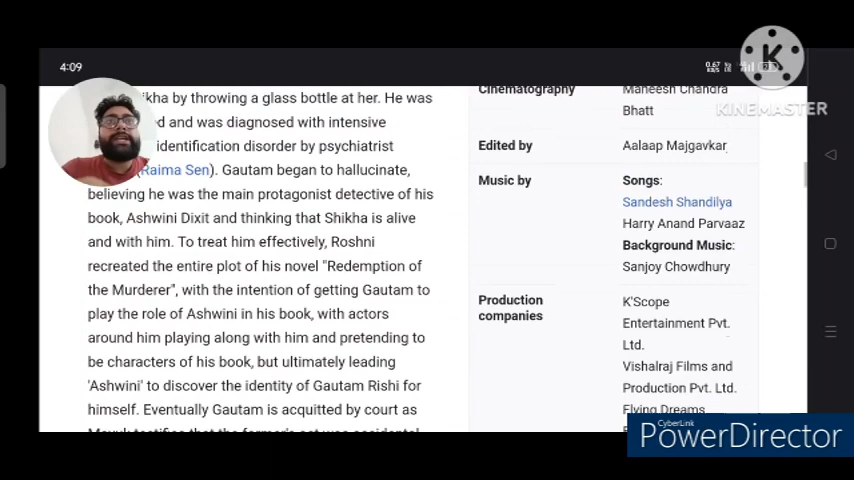 4:09
0.67
KINEMASTER
ikha by throwing a glass bottle at her. He was
ed and was diagnosed with intensive
identification disorder by psychiatrist
(Raima Sen). Gautam began to hallucinate,
believing he was the main protagonist detective of his
book, Ashwini Dixit and thinking that Shikha is alive
and with him. To treat him effectively, Roshni
recreated the entire plot of his novel "Redemption of
the Murderer", with the intention of getting Gautam to
play the role of Ashwini in his book, with actors
around him playing along with him and pretending to
be characters of his book, but ultimately leading
'Ashwini' to discover the identity of Gautam Rishi for
himself. Eventually Gautam is acquitted by court as
Cinematography
Maneesh Chandra
Bhatt
Edited by
Aalaap Majgavkar
Music by
Songs:
Sandesh Shandilya
Harry Anand Parvaaz
Background Music:
Sanjoy Chowdhury
Production
companies
K'Scope
Entertainment Pvt.
Ltd.
Vishalraj Films and
Production Pvt. Ltd.
Flying Dreams
CyberLink
PowerDirector